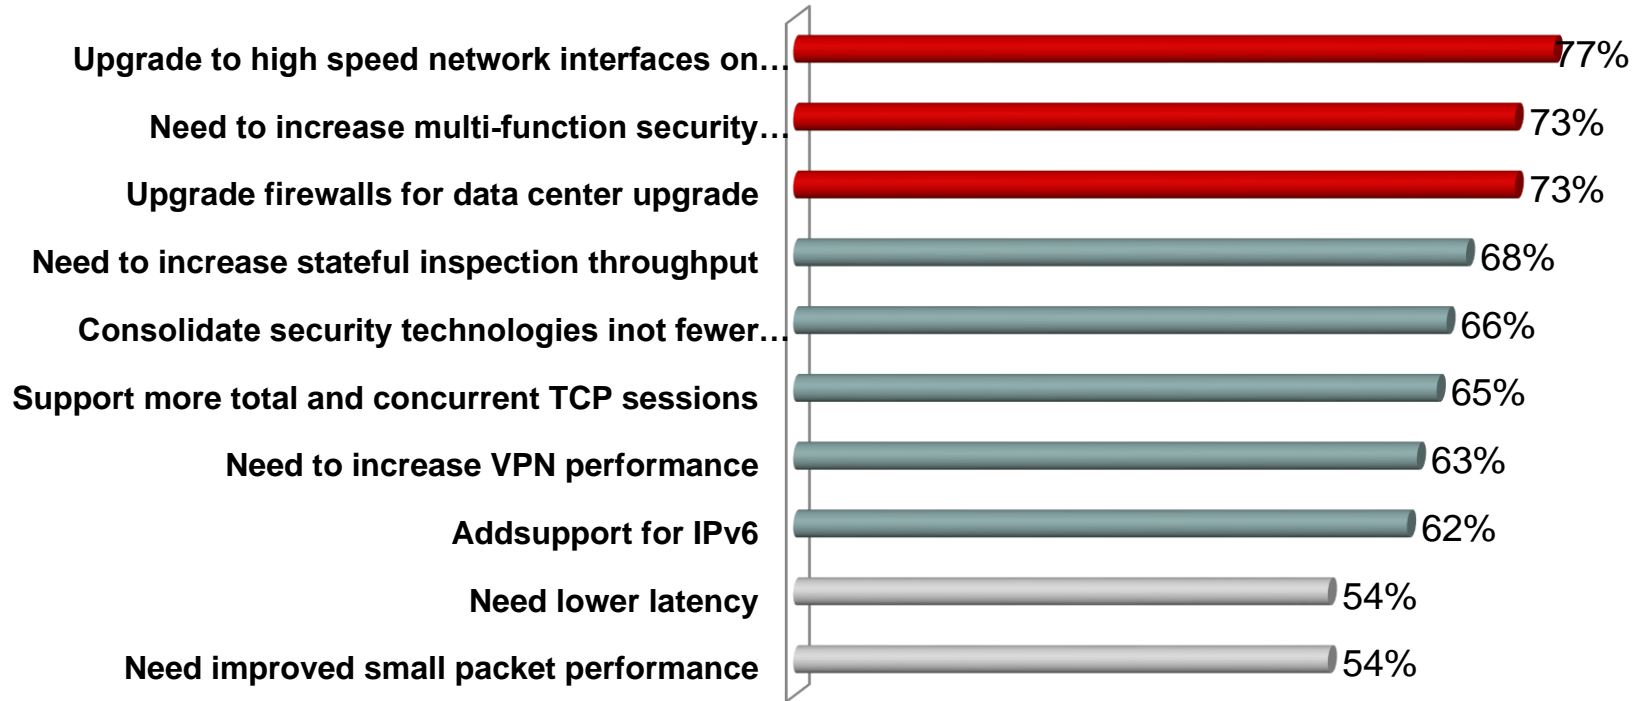 Upgrade to high speed network interfaces on… 77%
Need to increase multi-function security… 73%
Upgrade firewalls for data center upgrade 73%
Need to increase stateful inspection throughput 68%
Consolidate security technologies inot fewer… 66%
Support more total and concurrent TCP sessions 65%
Need to increase VPN performance 63%
Addsupport for IPv6 62%
Need lower latency 54%
Need improved small packet performance 54%